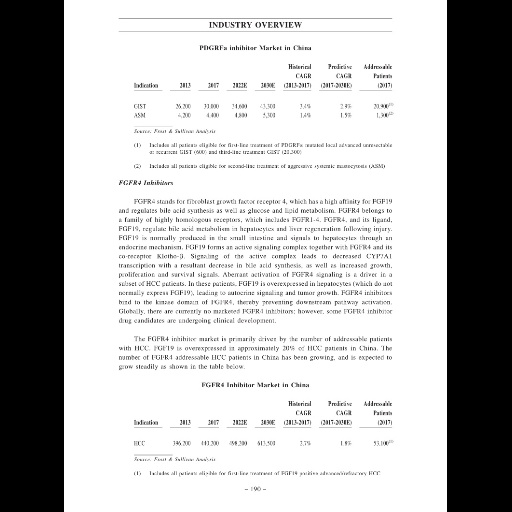 INDUSTRY OVERVIEW
PDGRFa inhibitor Market in China
Historical Predictive Addressable
CAGR CAGR Patients
Indication 2013 2017 2022E 2030E (2013-2017) (2017-2030E) (2017)
GIST 26,200 30,000 34,600 43,300 3.4% 2.9% 20,900(1)
ASM 4,200 4,400 4,800 5,300 1.4% 1.5% 1,300(2)
Source: Frost & Sullivan Analysis
(1) Includes all patients eligible for first-line treatment of PDGRFα mutated local advanced unresectable
or recurrent GIST (600) and third-line treatment GIST (20,300)
(2) Includes all patients eligible for second-line treatment of aggressive systemic mastocytosis (ASM)
FGFR4 Inhibitors
FGFR4 stands for fibroblast growth factor receptor 4, which has a high affinity for FGF19
and regulates bile acid synthesis as well as glucose and lipid metabolism. FGFR4 belongs to
a family of highly homologous receptors, which includes FGFR1-4. FGFR4, and its ligand,
FGF19, regulate bile acid metabolism in hepatocytes and liver regeneration following injury.
FGF19 is normally produced in the small intestine and signals to hepatocytes through an
endocrine mechanism. FGF19 forms an active signaling complex together with FGFR4 and its
co-receptor Klotho-β. Signaling of the active complex leads to decreased CYP7A1
transcription with a resultant decrease in bile acid synthesis, as well as increased growth,
proliferation and survival signals. Aberrant activation of FGFR4 signaling is a driver in a
subset of HCC patients. In these patients, FGF19 is overexpressed in hepatocytes (which do not
normally express FGF19), leading to autocrine signaling and tumor growth. FGFR4 inhibitors
bind to the kinase domain of FGFR4, thereby preventing downstream pathway activation.
Globally, there are currently no marketed FGFR4 inhibitors; however, some FGFR4 inhibitor
drug candidates are undergoing clinical development.
The FGFR4 inhibitor market is primarily driven by the number of addressable patients
with HCC. FGF19 is overexpressed in approximately 20% of HCC patients in China. The
number of FGFR4 addressable HCC patients in China has been growing, and is expected to
grow steadily as shown in the table below.
FGFR4 Inhibitor Market in China
Historical Predictive Addressable
CAGR CAGR Patients
Indication 2013 2017 2022E 2030E (2013-2017) (2017-2030E) (2017)
HCC 396,200 441,200 498,200 613,500 2.7% 1.8% 53,100(1)
Source: Frost & Sullivan Analysis
(1) Includes all patients eligible for first-line treatment of FGF19 positive advanced/refractory HCC
– 190 –